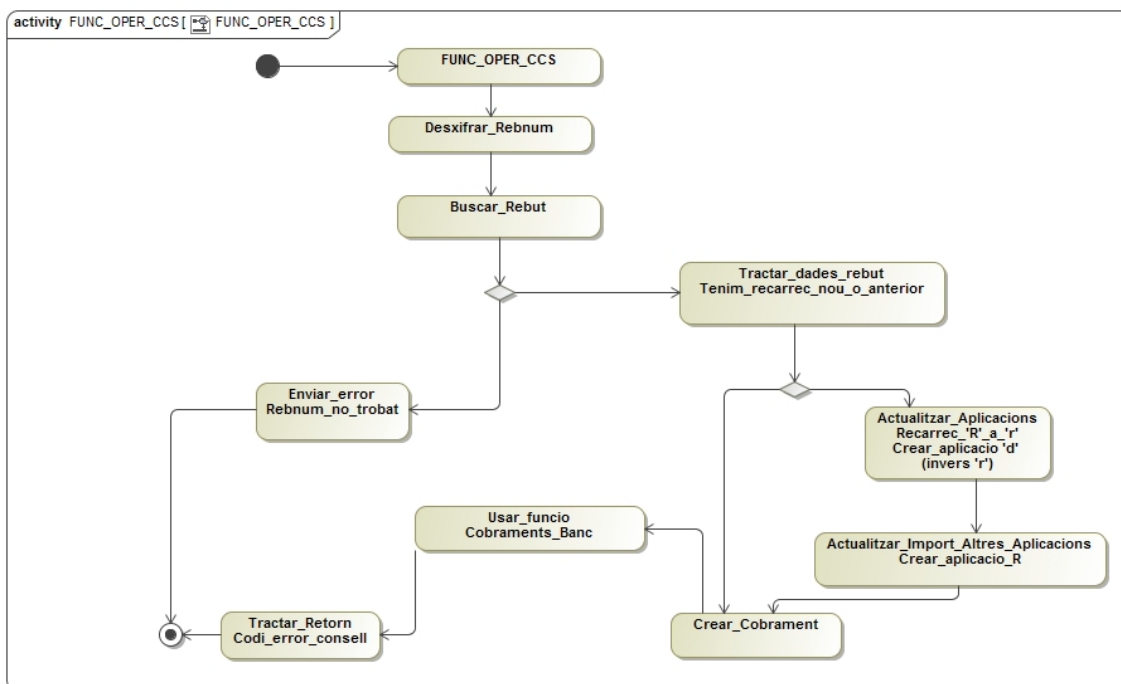 activity FUNC_OPER_CCS [ FUNC_OPER_CCS ]
FUNC_OPER_CCS
Desxifrar_Rebnum
Buscar_Rebut
Tractar_dades_rebut
Tenim_recarrec_nou_o_anterior
Enviar_error
Rebnum_no_trobat
Actualitzar_Aplicacions
Recarrec_'R'_a_'r'
Crear_aplicacio 'd'
(invers 'r')
Usar_funcio
Cobraments_Banc
Actualitzar_Import_Altres_Aplicacions
Crear_aplicacio_R
Tractar_Retorn
Codi_error_consell
Crear_Cobrament